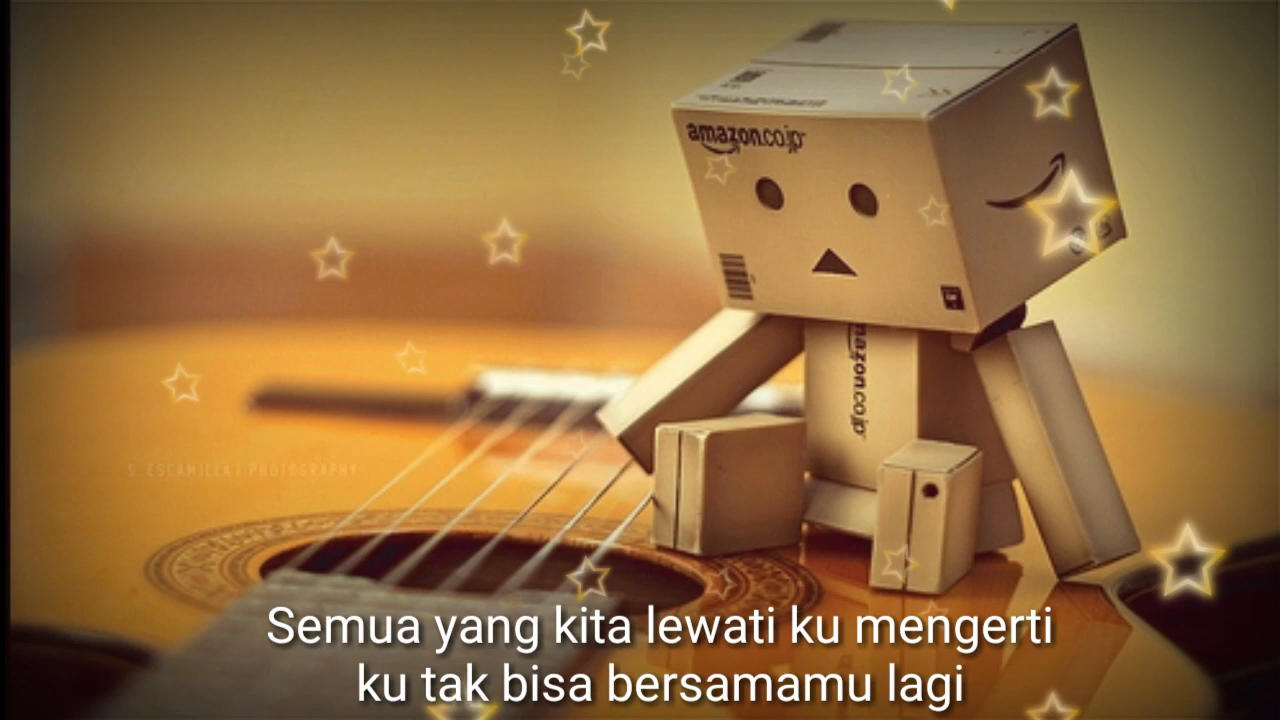 amazon.co.jp
amazon.co.jp
S. ESCAMILLA | PHOTOGRAPHY
Semua yang kita lewati ku mengerti
ku tak bisa bersamamu lagi